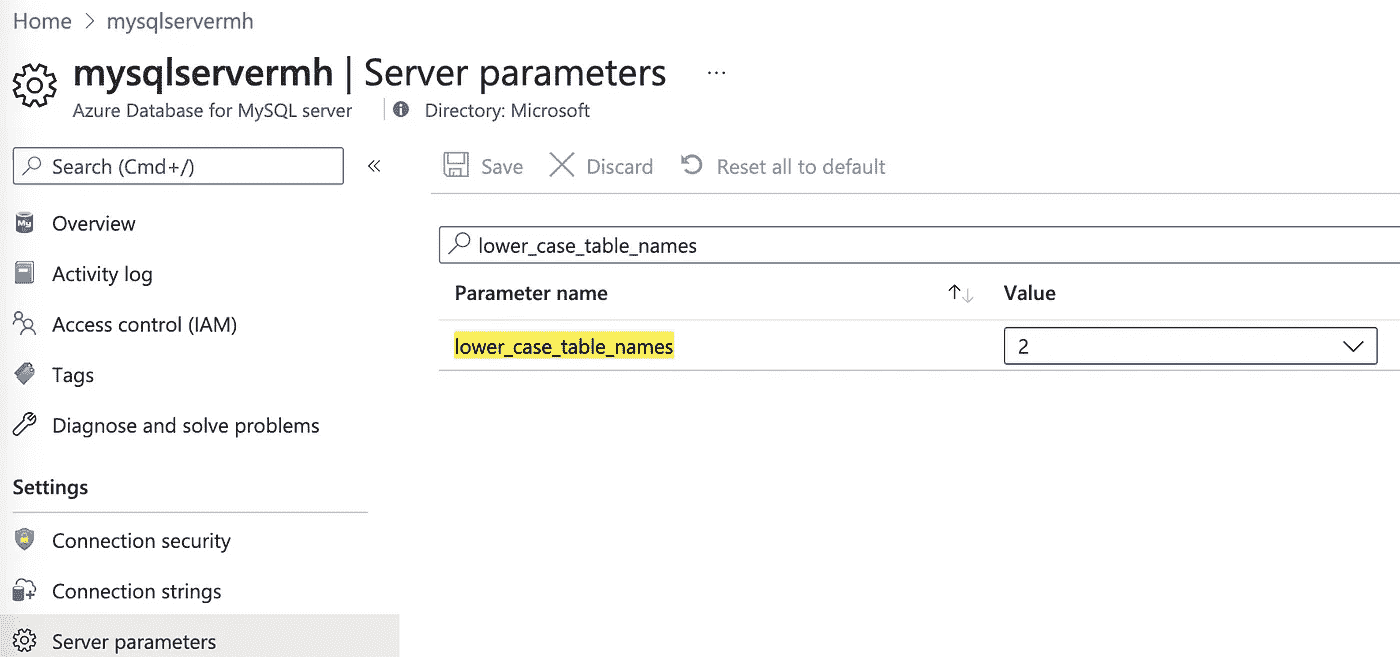 Home > mysqlservermh
mysqlservermh | Server parameters ...
Azure Database for MySQL server
Directory: Microsoft
Search (Cmd+/)
«
Save
Discard
Reset all to default
Overview
Activity log
Access control (IAM)
Tags
Diagnose and solve problems
Settings
Connection security
Connection strings
Server parameters
lower_case_table_names
Parameter name ↑↓ Value
lower_case_table_names 2